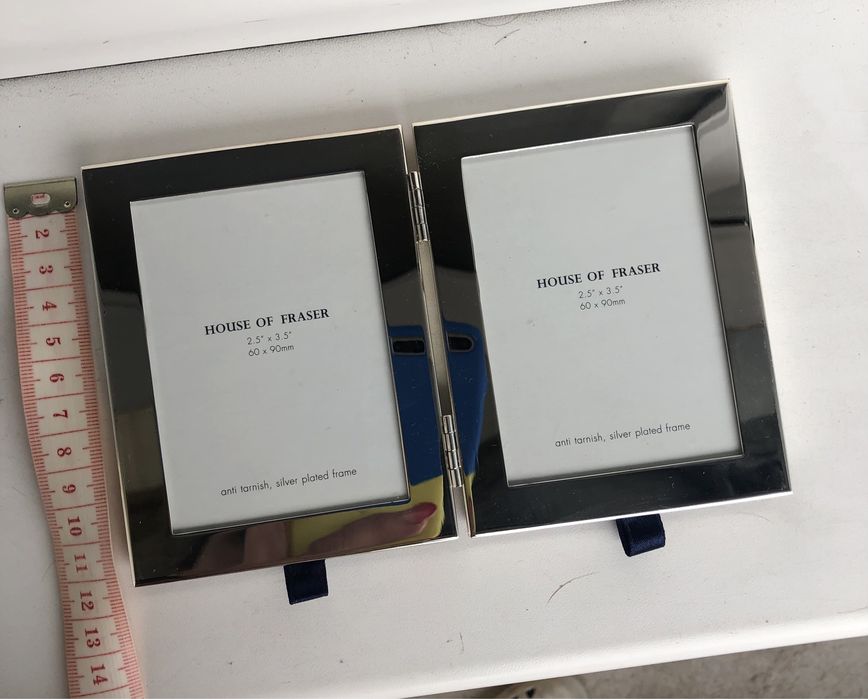 HOUSE OF FRASER
2.5" x 3.5"
60 x 90mm
anti tarnish, silver plated frame
HOUSE OF FRASER
2.5" x 3.5"
60 x 90mm
anti tarnish, silver plated frame
2
3
4
5
6
7
8
9
10
11
12
13
14